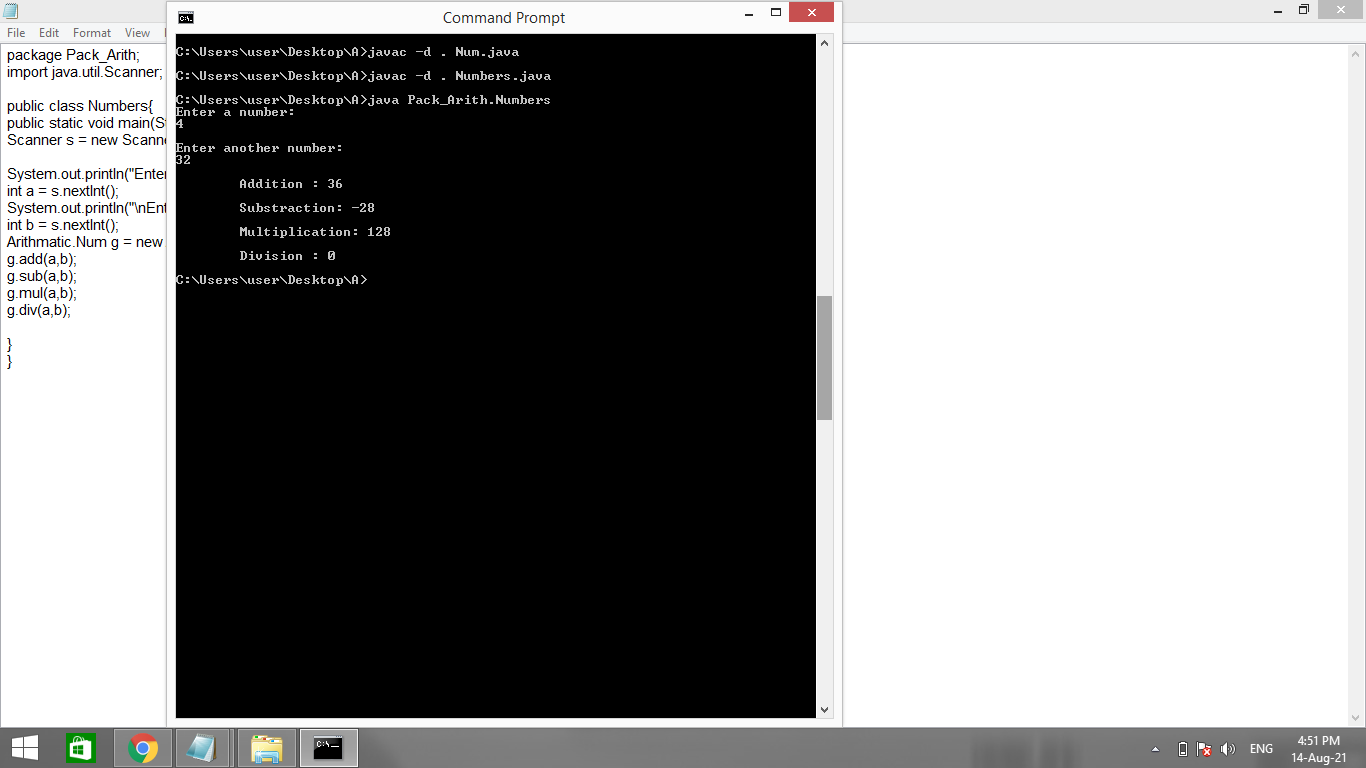 Command Prompt
File Edit Format View
package Pack_Arith;
import java.util.Scanner;
public class Numbers{
public static void main(St
Scanner s = new Scanne
System.out.println("Enter
int a = s.nextInt();
System.out.println("\nEnt
int b = s.nextInt();
Arithmatic.Num g = new
g.add(a,b);
g.sub(a,b);
g.mul(a,b);
g.div(a,b);
}
}
C:\Users\user\Desktop\A>javac -d . Num.java
C:\Users\user\Desktop\A>javac -d . Numbers.java
C:\Users\user\Desktop\A>java Pack_Arith.Numbers
Enter a number:
4
Enter another number:
32
Addition : 36
Substraction: -28
Multiplication: 128
Division : 0
C:\Users\user\Desktop\A>
C:\_
ENG
4:51 PM
14-Aug-21